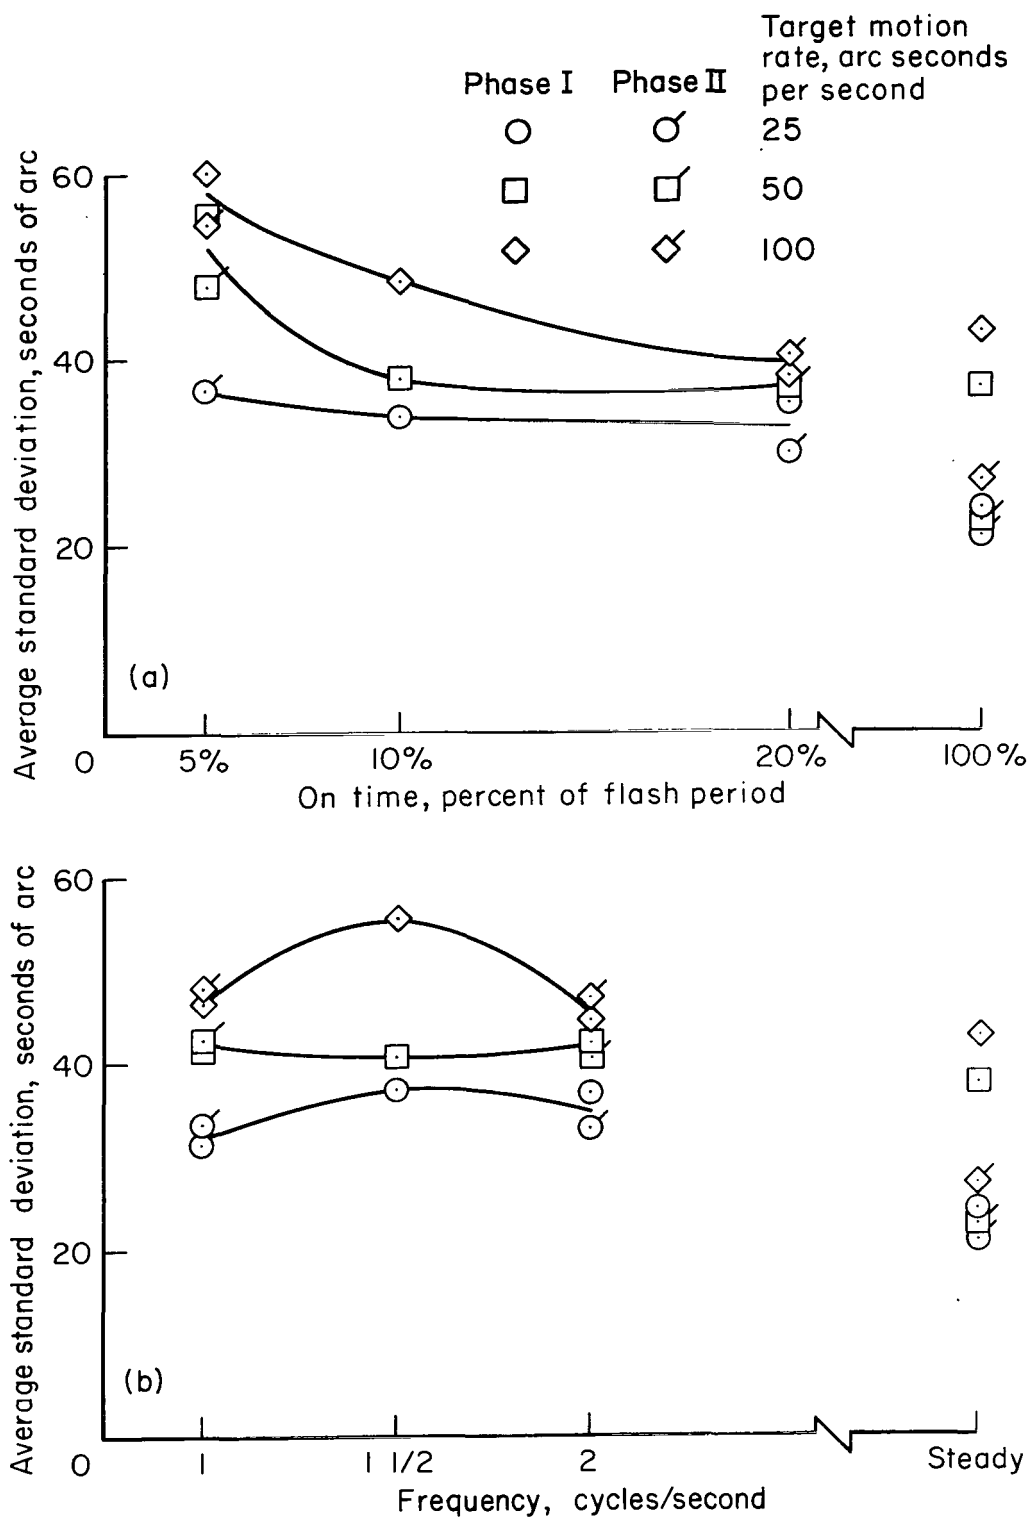 Target motion
rate, arc seconds
per second
Phase I Phase II
25
50
100
Average standard deviation, seconds of arc
60
40
20
0
(a)
5% 10% 20% 100%
On time, percent of flash period
Average standard deviation, seconds of arc
60
40
20
0
(b)
1 1 1/2 2 Steady
Frequency, cycles/second